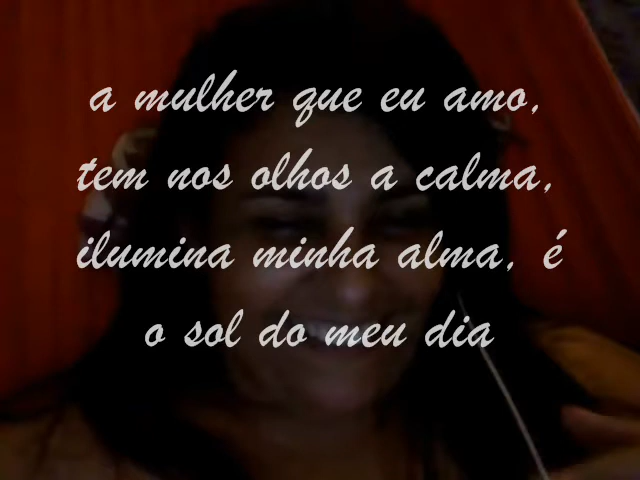 a mulher que eu amo,
tem nos olhos a calma,
ilumina minha alma, é
o sol do meu dia